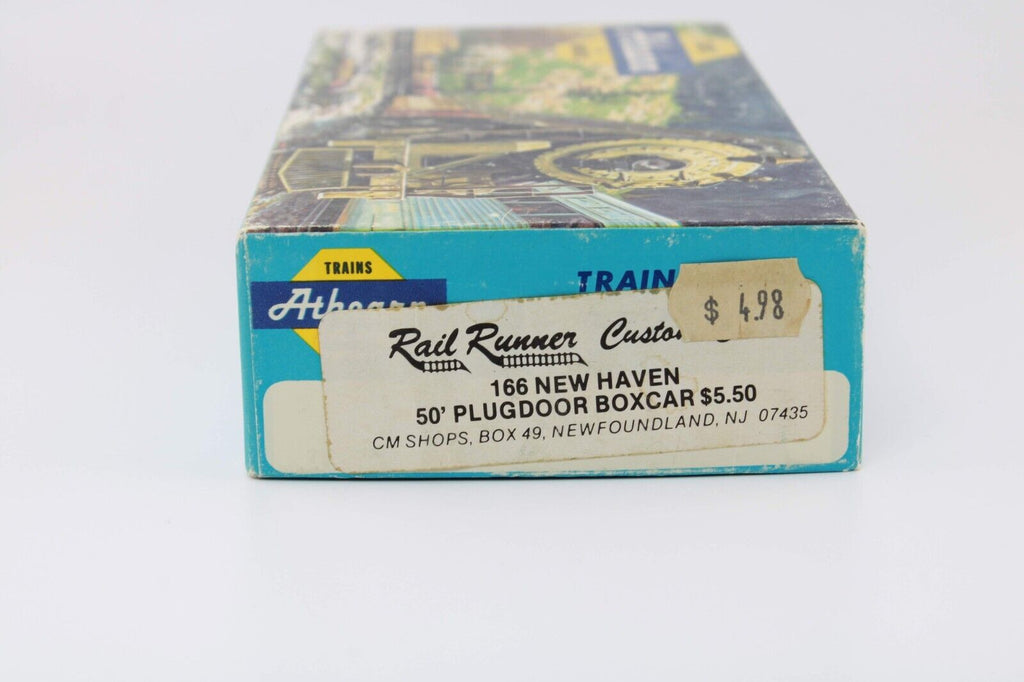 TRAINS
Athearn
TRAIN
$ 4.98
Rail Runner
166 NEW HAVEN
50' PLUGDOOR BOXCAR $5.50
CM SHOPS, BOX 49, NEWFOUNDLAND, NJ 07435